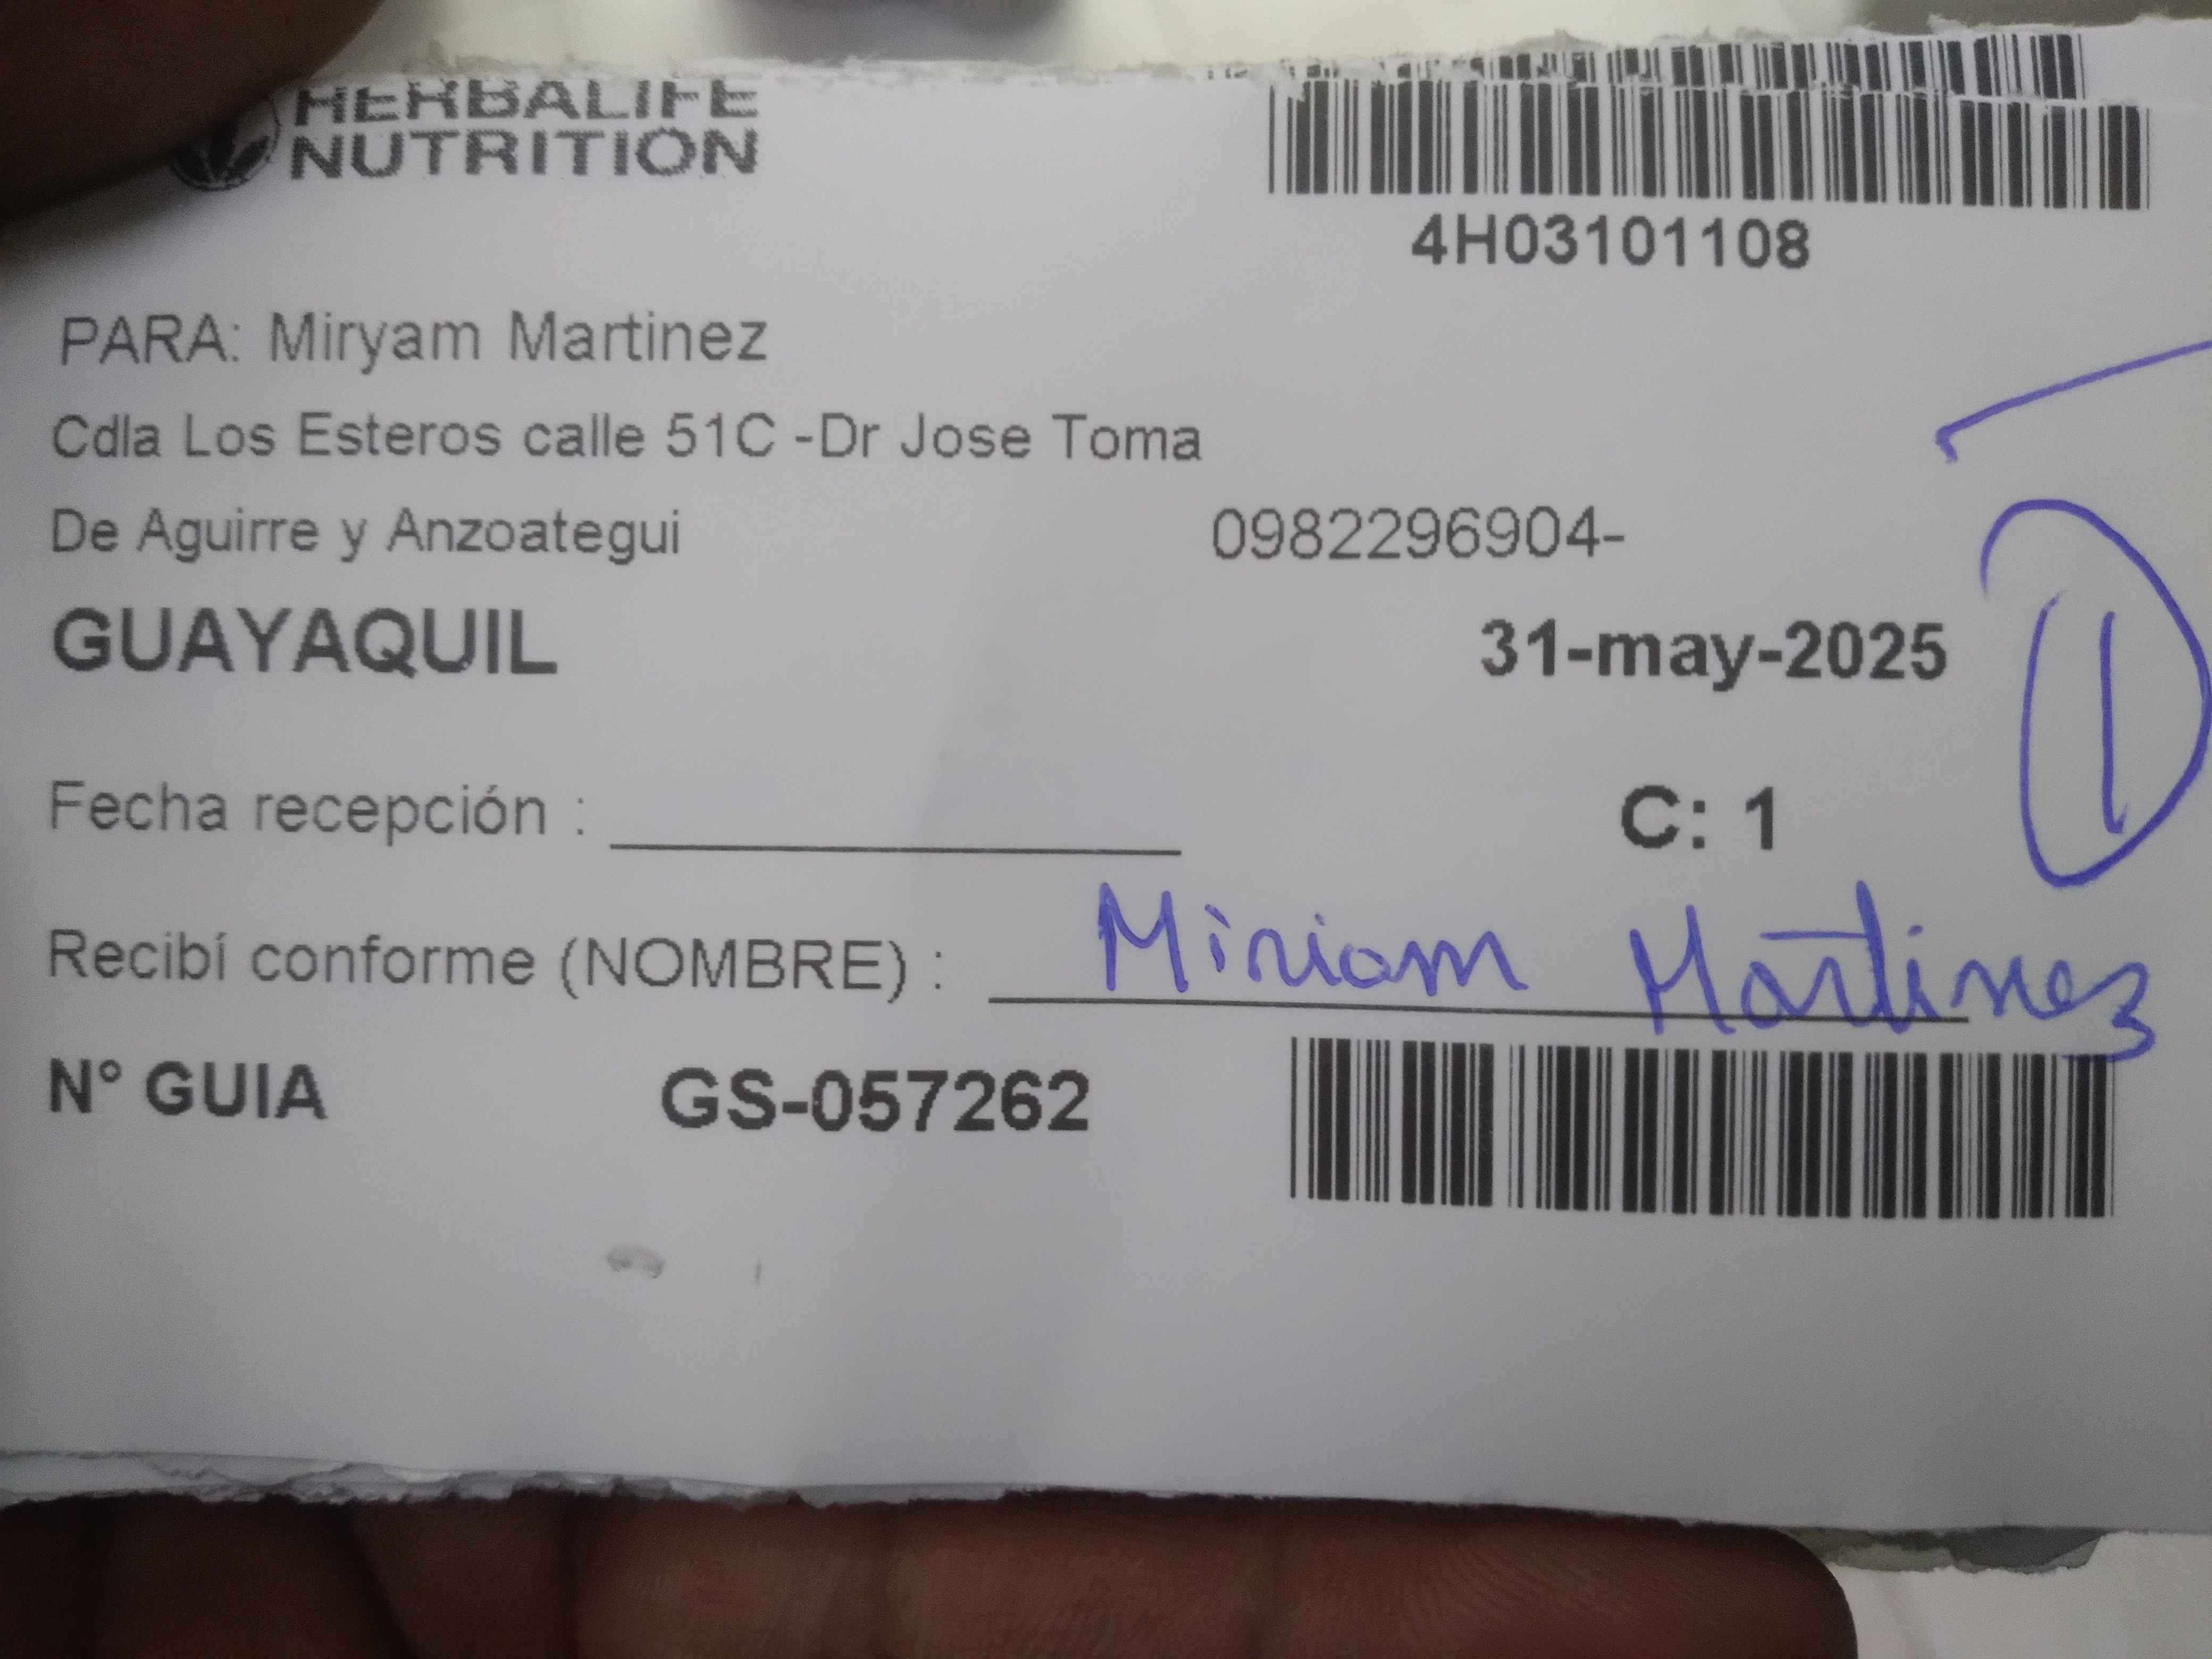 HERBALIFE
NUTRITION
4H03101108
PARA: Miryam Martinez
Cdla Los Esteros calle 51C -Dr Jose Toma
De Aguirre y Anzoategui 0982296904-
GUAYAQUIL 31-may-2025
1
Fecha recepción : C: 1
Recibí conforme (NOMBRE) : Miriam Martinez
N° GUIA GS-057262